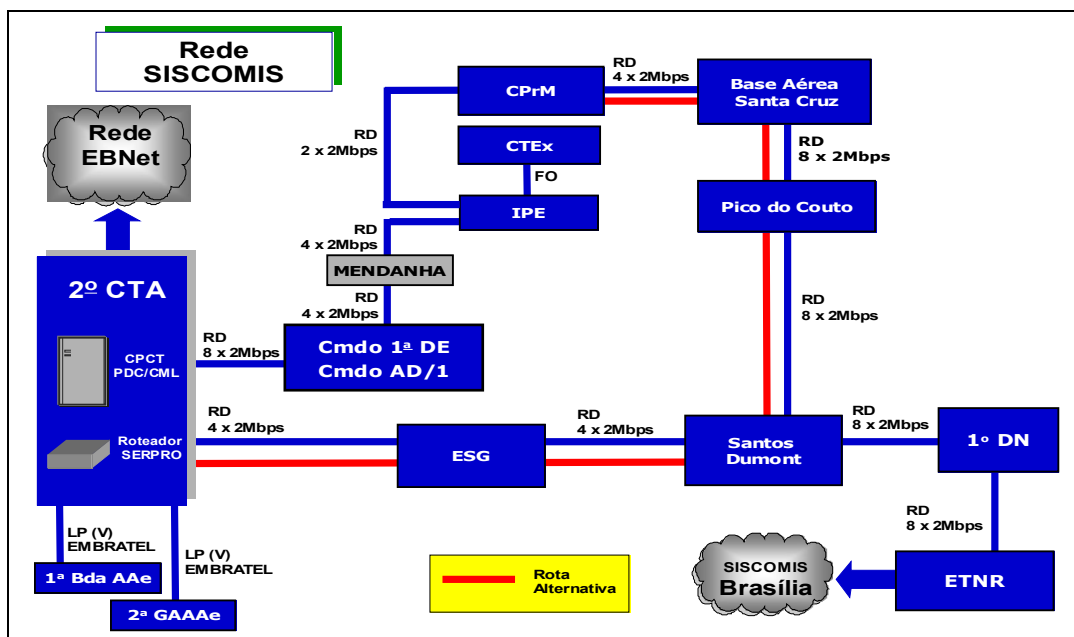 Rede
SISCOMIS
Rede
EBNet
2º CTA
CPCT
PDC/CML
Roteador
SERPRO
LP (V)
EMBRATEL
LP (V)
EMBRATEL
1ª Bda AAe
2ª GAAAe
RD
8 x 2Mbps
Cmdo 1ª DE
Cmdo AD/1
RD
4 x 2Mbps
MENDANHA
RD
4 x 2Mbps
RD
2 x 2Mbps
CPrM
CTEx
FO
IPE
RD
4 x 2Mbps
Base Aérea
Santa Cruz
RD
8 x 2Mbps
Pico do Couto
RD
8 x 2Mbps
RD
4 x 2Mbps
ESG
RD
4 x 2Mbps
Santos
Dumont
RD
8 x 2Mbps
1º DN
RD
8 x 2Mbps
ETNR
SISCOMIS
Brasília
Rota
Alternativa